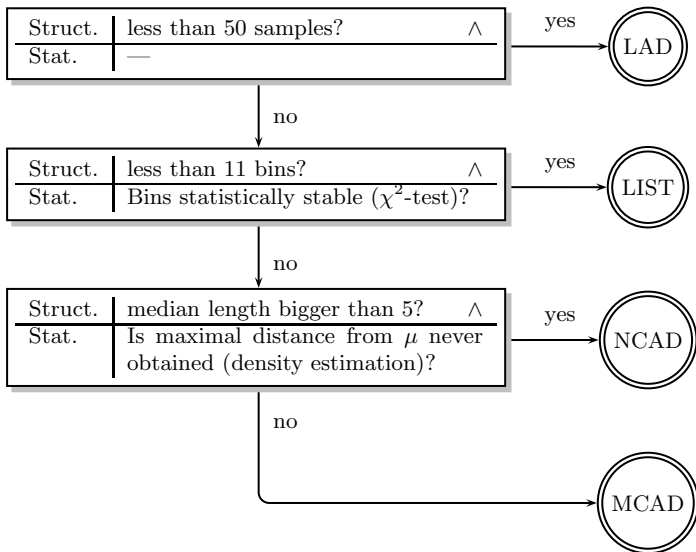 Struct. less than 50 samples? ∧
Stat. —
yes
LAD
no
Struct. less than 11 bins? ∧
Stat. Bins statistically stable (χ²-test)?
yes
LIST
no
Struct. median length bigger than 5? ∧
Stat. Is maximal distance from μ never
obtained (density estimation)?
yes
NCAD
no
MCAD